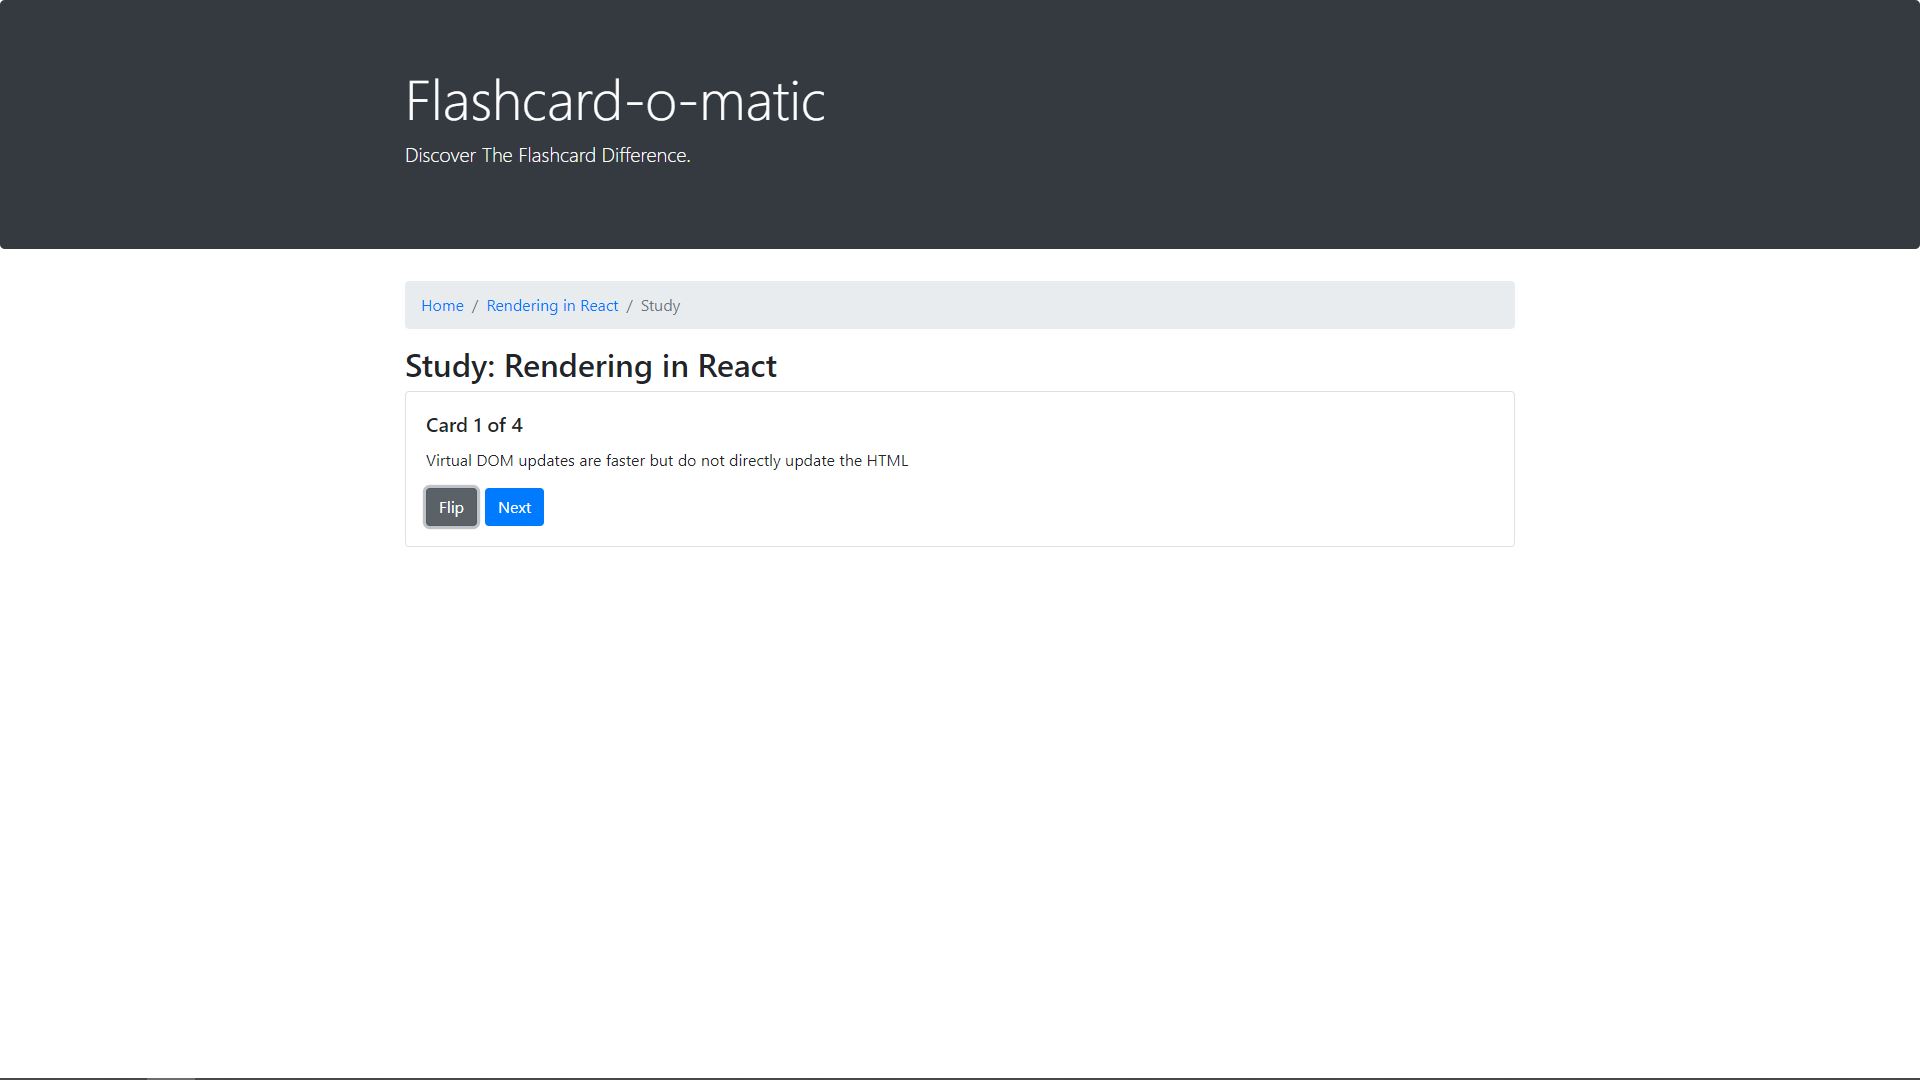 Flashcard-o-matic
Discover The Flashcard Difference.
Home / Rendering in React / Study
Study: Rendering in React
Card 1 of 4
Virtual DOM updates are faster but do not directly update the HTML
Flip Next